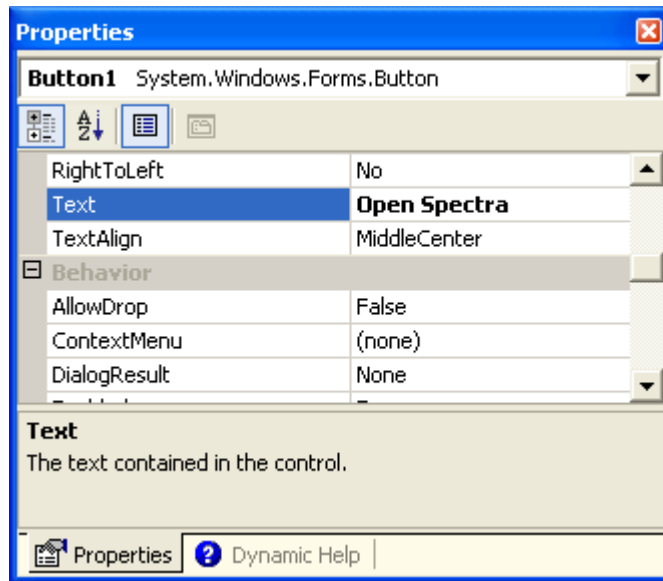 Properties
Button1 System.Windows.Forms.Button
RightToLeft No
Text Open Spectra
TextAlign MiddleCenter
Behavior
AllowDrop False
ContextMenu (none)
DialogResult None
Text
The text contained in the control.
Properties Dynamic Help